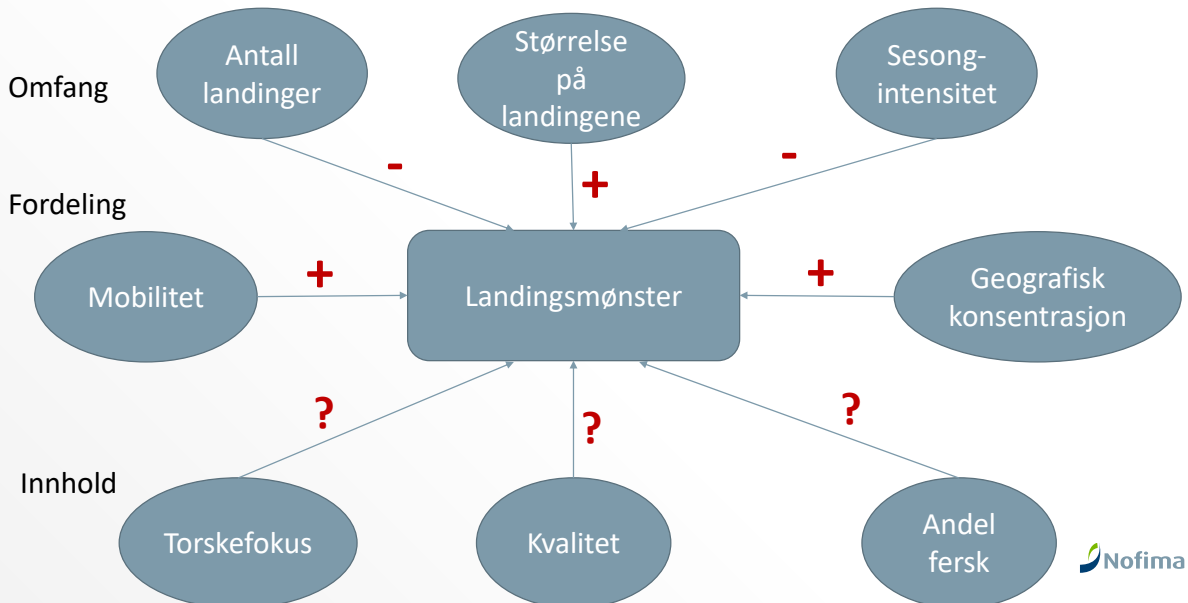 Omfang
Antall
landinger
Størrelse
på
landingene
Sesong-
intensitet
-
+
-
Fordeling
Mobilitet
+
Landingsmønster
+
Geografisk
konsentrasjon
?
?
?
Innhold
Torskefokus
Kvalitet
Andel
fersk
Nofima